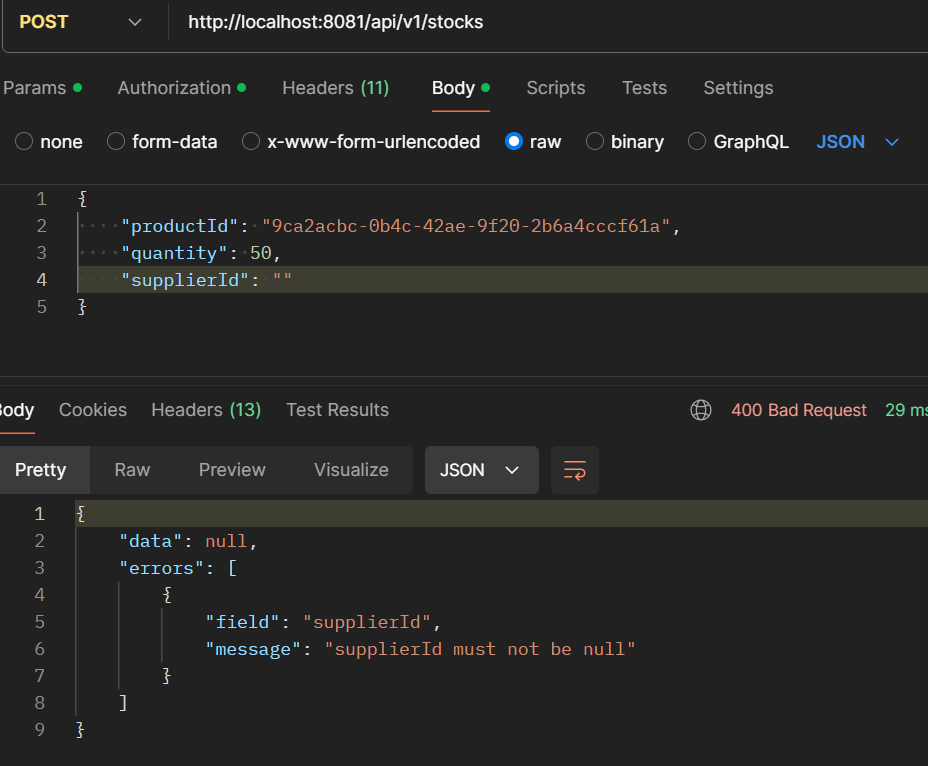 POST http://localhost:8081/api/v1/stocks
Params Authorization Headers (11) Body Scripts Tests Settings
none form-data x-www-form-urlencoded raw binary GraphQL JSON
1 {
2 "productId": "9ca2acbc-0b4c-42ae-9f20-2b6a4cccf61a",
3 "quantity": 50,
4 "supplierId": ""
5 }
Body Cookies Headers (13) Test Results 400 Bad Request 29 ms
Pretty Raw Preview Visualize JSON
1 {
2 "data": null,
3 "errors": [
4 {
5 "field": "supplierId",
6 "message": "supplierId must not be null"
7 }
8 ]
9 }